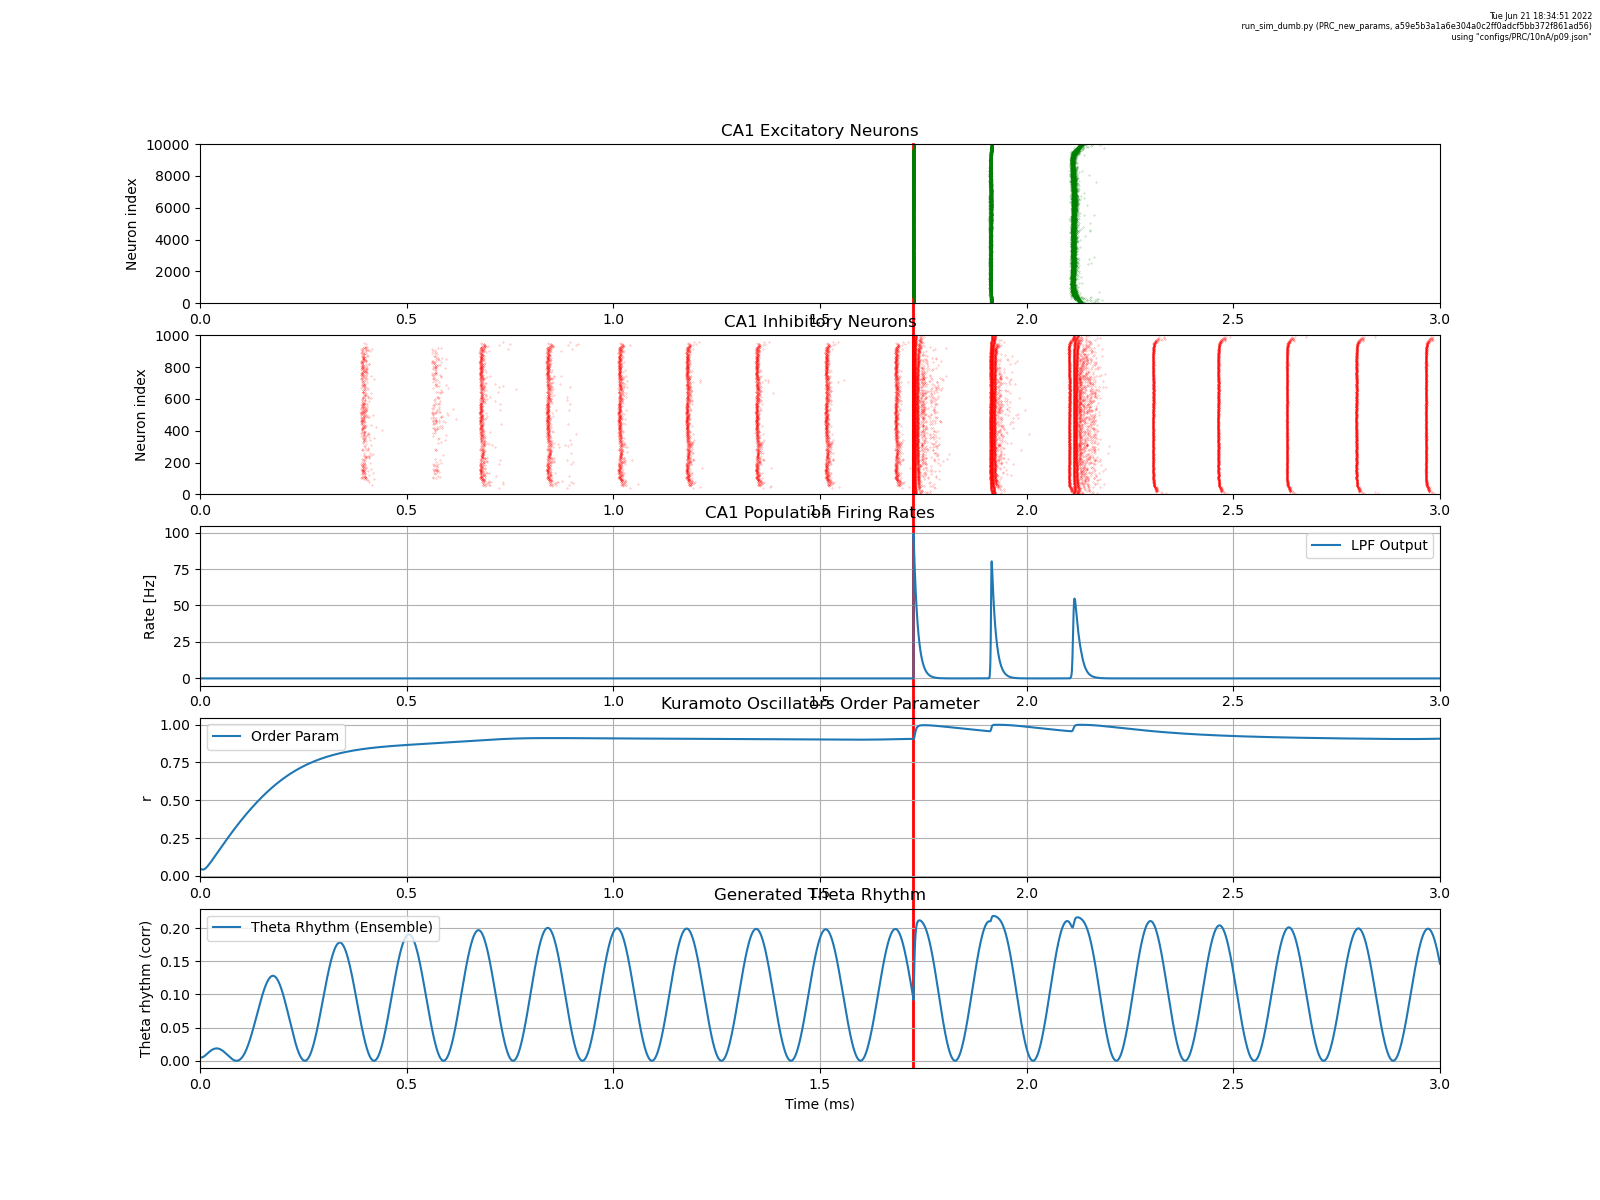 Tue Jun 21 18:34:51 2022
run_sim_dumb.py (PRC_new_params, a59e5b3a1a6e304a0c2ff0adcf5bb372f861ad56)
using "configs/PRC/10nA/p09.json"
CA1 Excitatory Neurons
Neuron index
10000
8000
6000
4000
2000
0
0.0 0.5 1.0 1.5 2.0 2.5 3.0
CA1 Inhibitory Neurons
Neuron index
1000
800
600
400
200
0
0.0 0.5 1.0 1.5 2.0 2.5 3.0
CA1 Population Firing Rates
Rate [Hz]
100
75
50
25
0
LPF Output
0.0 0.5 1.0 1.5 2.0 2.5 3.0
Kuramoto Oscillators Order Parameter
r
1.00
0.75
0.50
0.25
0.00
Order Param
0.0 0.5 1.0 1.5 2.0 2.5 3.0
Generated Theta Rhythm
Theta rhythm (corr)
0.20
0.15
0.10
0.05
0.00
Theta Rhythm (Ensemble)
0.0 0.5 1.0 1.5 2.0 2.5 3.0
Time (ms)